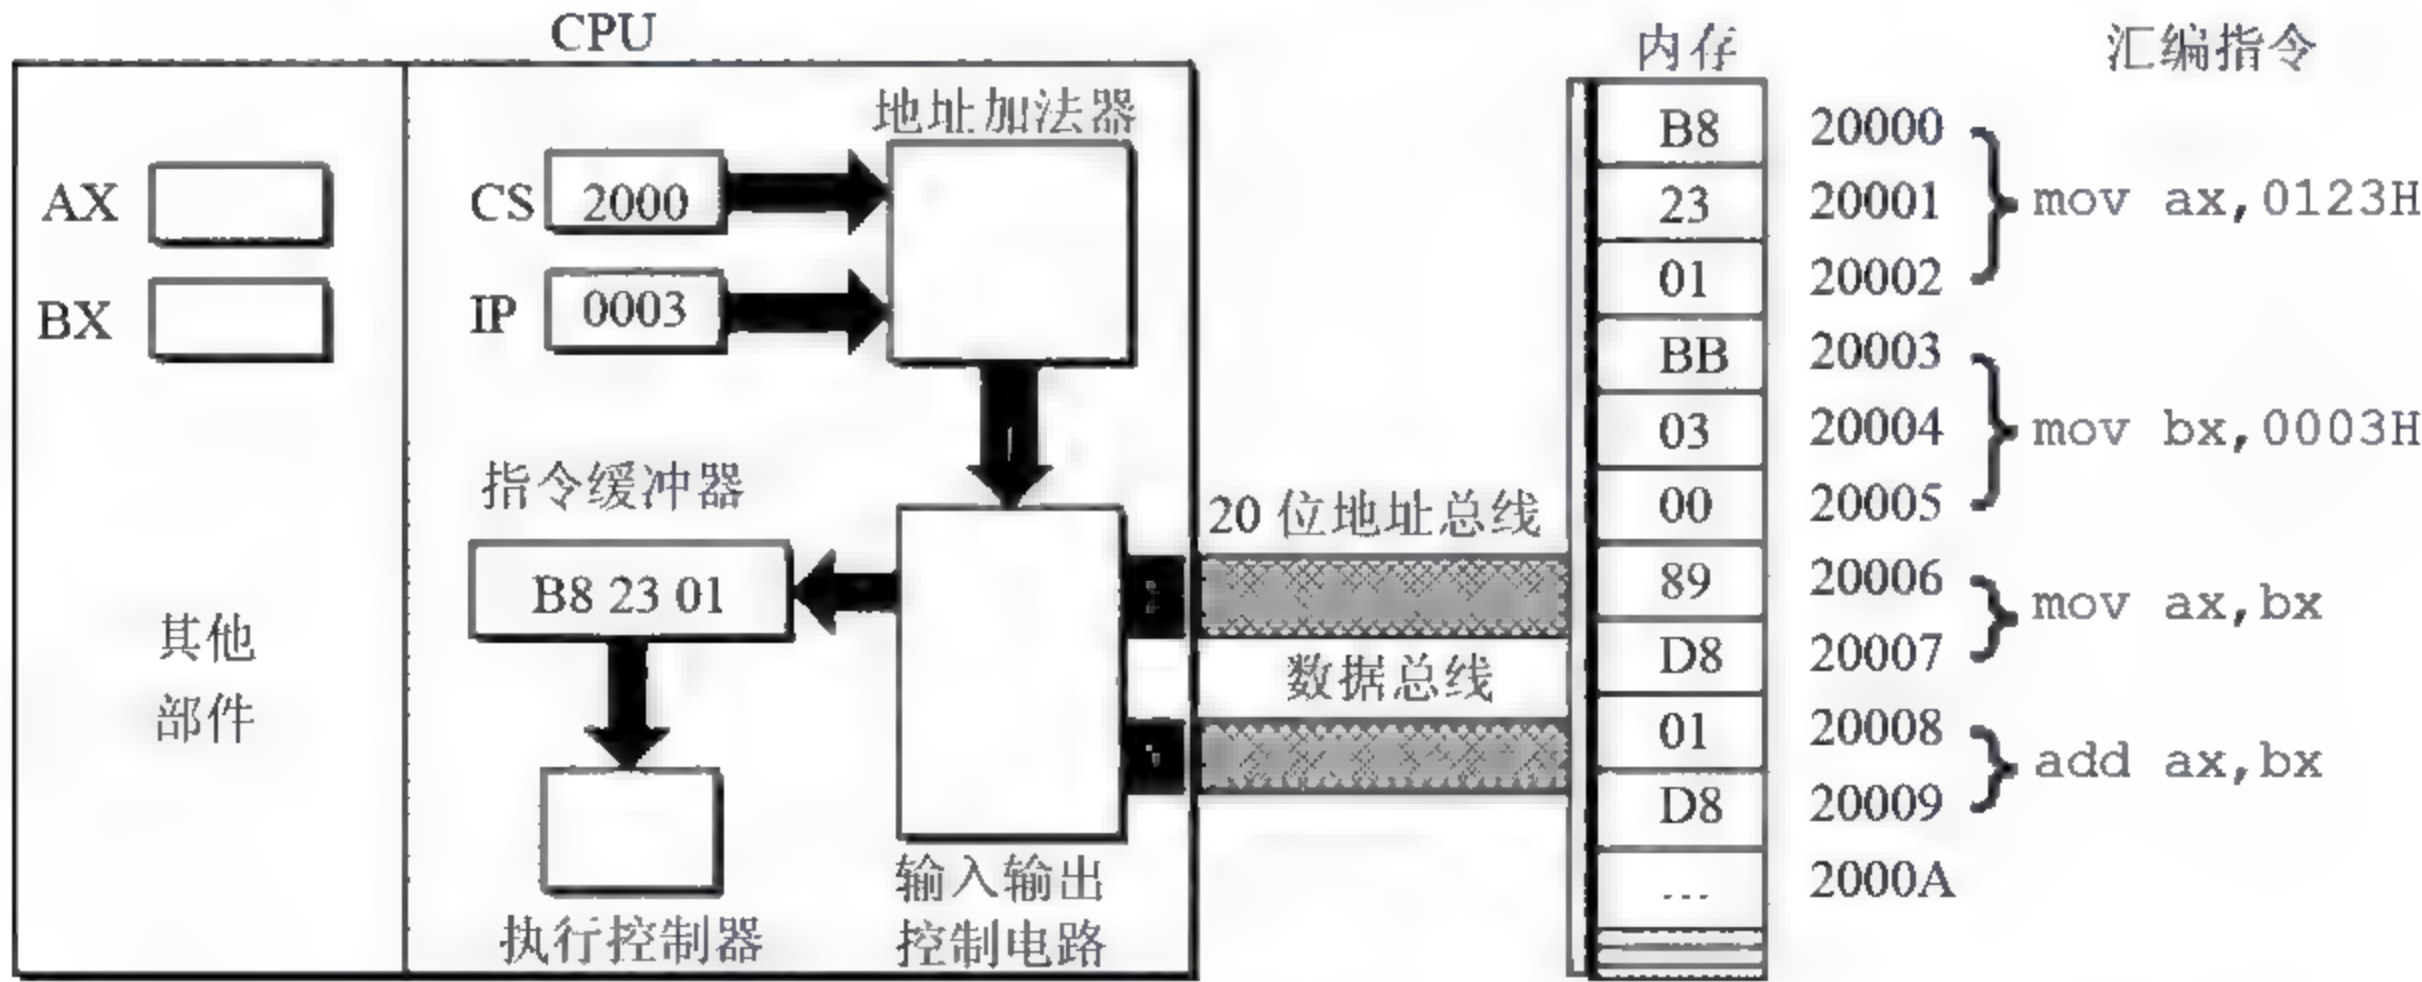 CPU
AX
BX
其他
部件
CS
2000
IP
0003
地址加法器
指令缓冲器
B8 23 01
执行控制器
输入输出
控制电路
20 位地址总线
数据总线
内存
汇编指令
B8 20000
23 20001
01 20002
BB 20003
03 20004
00 20005
89 20006
D8 20007
01 20008
D8 20009
... 2000A
mov ax,0123H
mov bx,0003H
mov ax,bx
add ax,bx